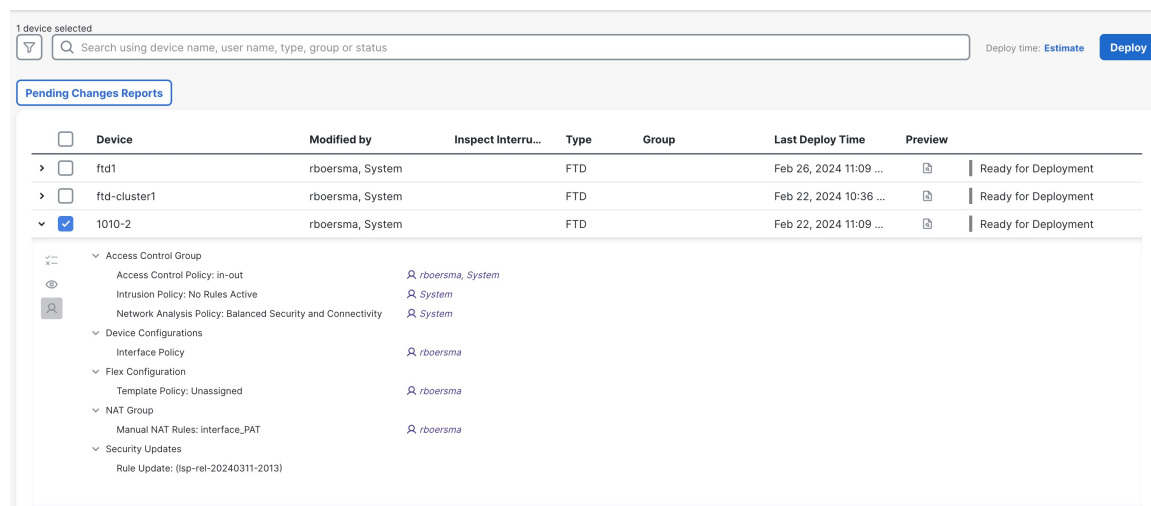 1 device selected
Search using device name, user name, type, group or status
Deploy time: Estimate
Deploy
Pending Changes Reports
Device Modified by Inspect Interru... Type Group Last Deploy Time Preview
ftd1 rboersma, System FTD Feb 26, 2024 11:09 ... Ready for Deployment
ftd-cluster1 rboersma, System FTD Feb 22, 2024 10:36 ... Ready for Deployment
1010-2 rboersma, System FTD Feb 22, 2024 11:09 ... Ready for Deployment
Access Control Group
Access Control Policy: in-out rboersma, System
Intrusion Policy: No Rules Active System
Network Analysis Policy: Balanced Security and Connectivity System
Device Configurations
Interface Policy rboersma
Flex Configuration
Template Policy: Unassigned rboersma
NAT Group
Manual NAT Rules: interface_PAT rboersma
Security Updates
Rule Update: (lsp-rel-20240311-2013)